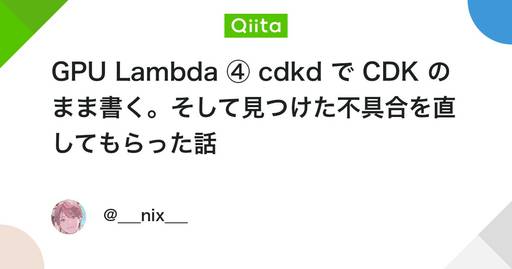 Qiita
GPU Lambda ④ cdkd で CDK の
まま書く。そして見つけた不具合を直
してもらった話
@___nix___